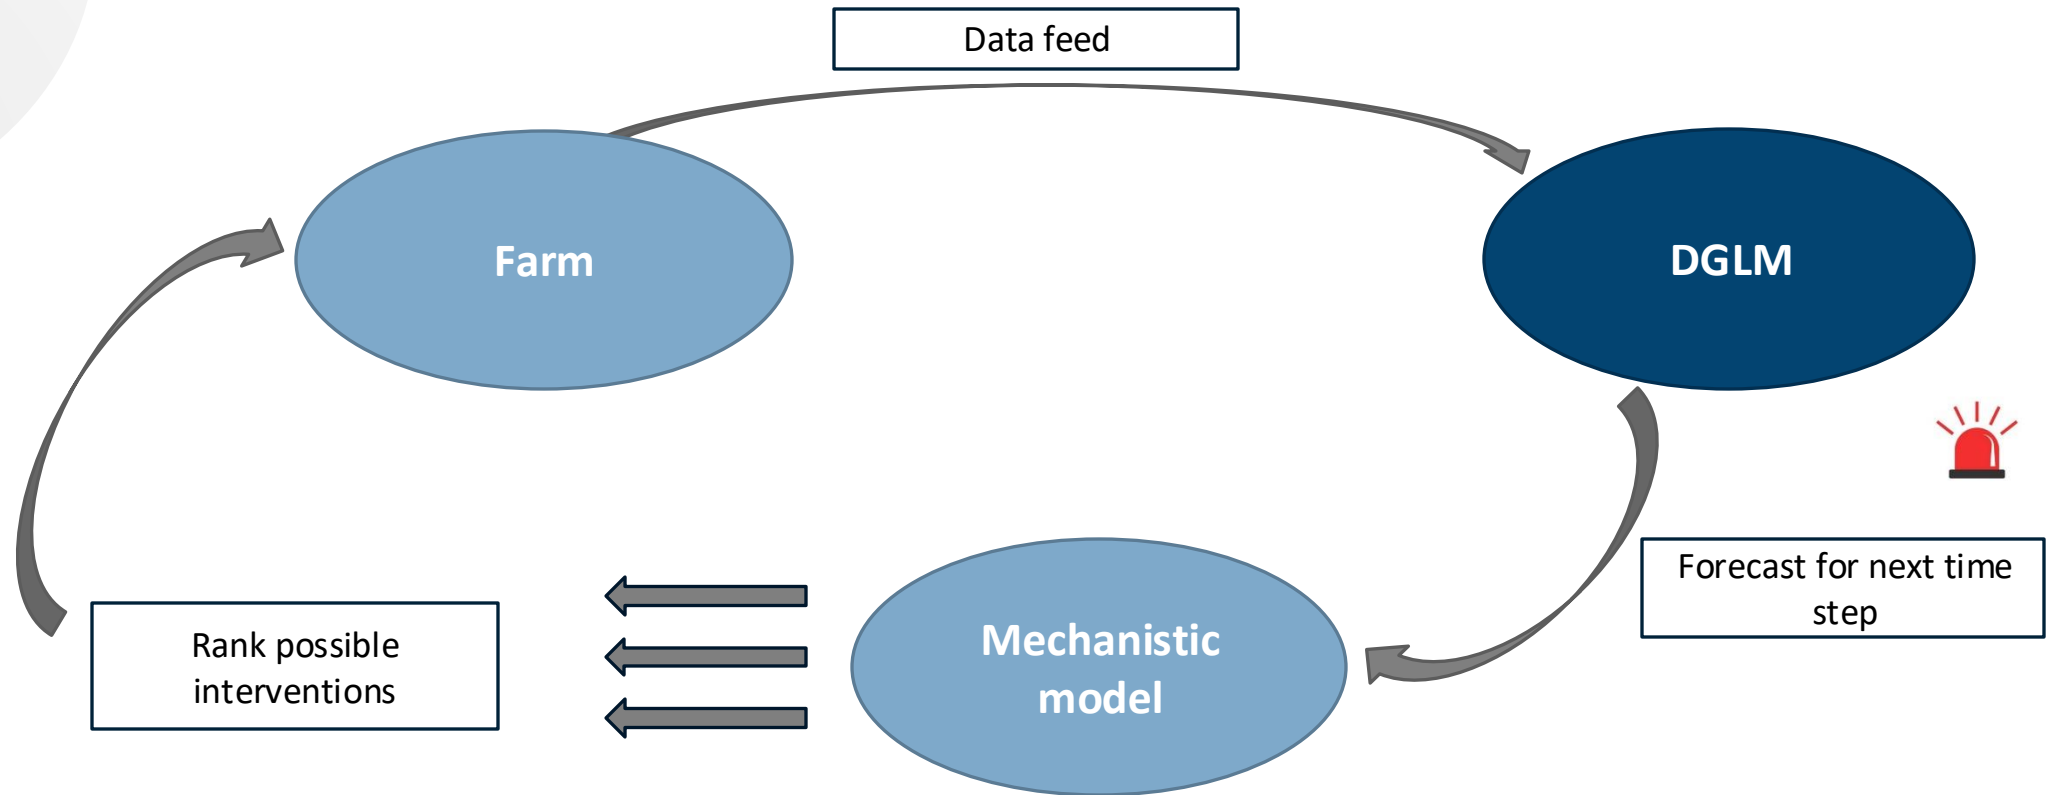 Data feed
Farm
DGLM
Forecast for next time
step
Mechanistic
model
Rank possible
interventions